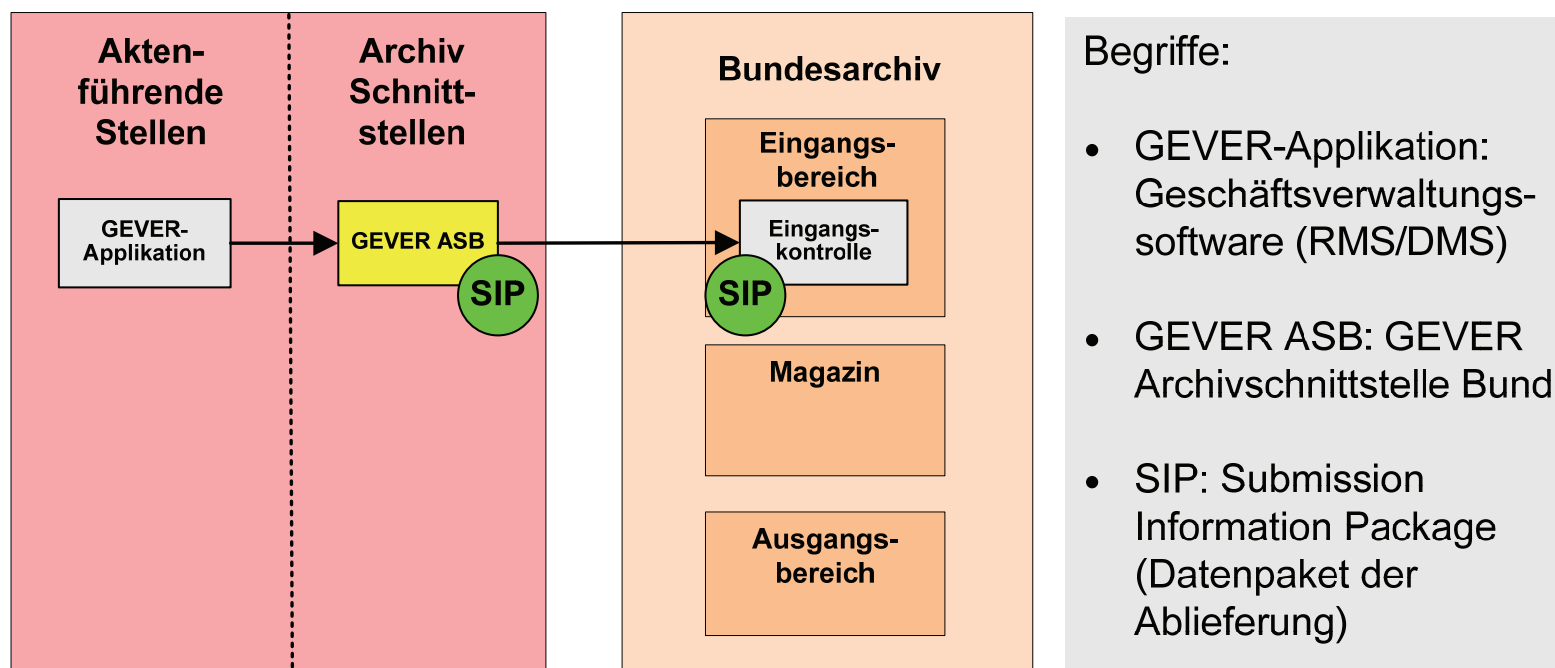 Akten-
führende
Stellen
Archiv
Schnitt-
stellen
GEVER-
Applikation
GEVER ASB
SIP
Bundesarchiv
Eingangs-
bereich
Eingangs-
kontrolle
SIP
Magazin
Ausgangs-
bereich
Begriffe:
• GEVER-Applikation:
Geschäftsverwaltungs-
software (RMS/DMS)
• GEVER ASB: GEVER
Archivschnittstelle Bund
• SIP: Submission
Information Package
(Datenpaket der
Ablieferung)